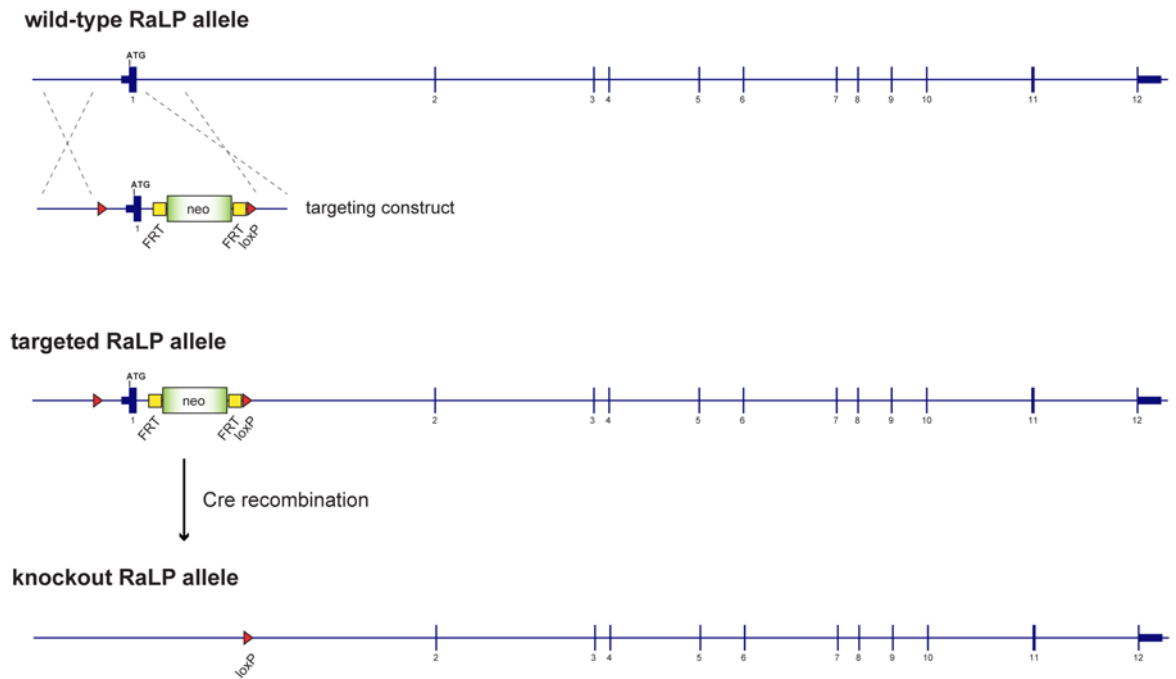 wild-type RaLP allele
ATG
1 2 3 4 5 6 7 8 9 10 11 12
ATG
neo
targeting construct
1
FRT FRT loxP
targeted RaLP allele
ATG
neo
1 2 3 4 5 6 7 8 9 10 11 12
FRT FRT loxP
Cre recombination
knockout RaLP allele
2 3 4 5 6 7 8 9 10 11 12
loxP